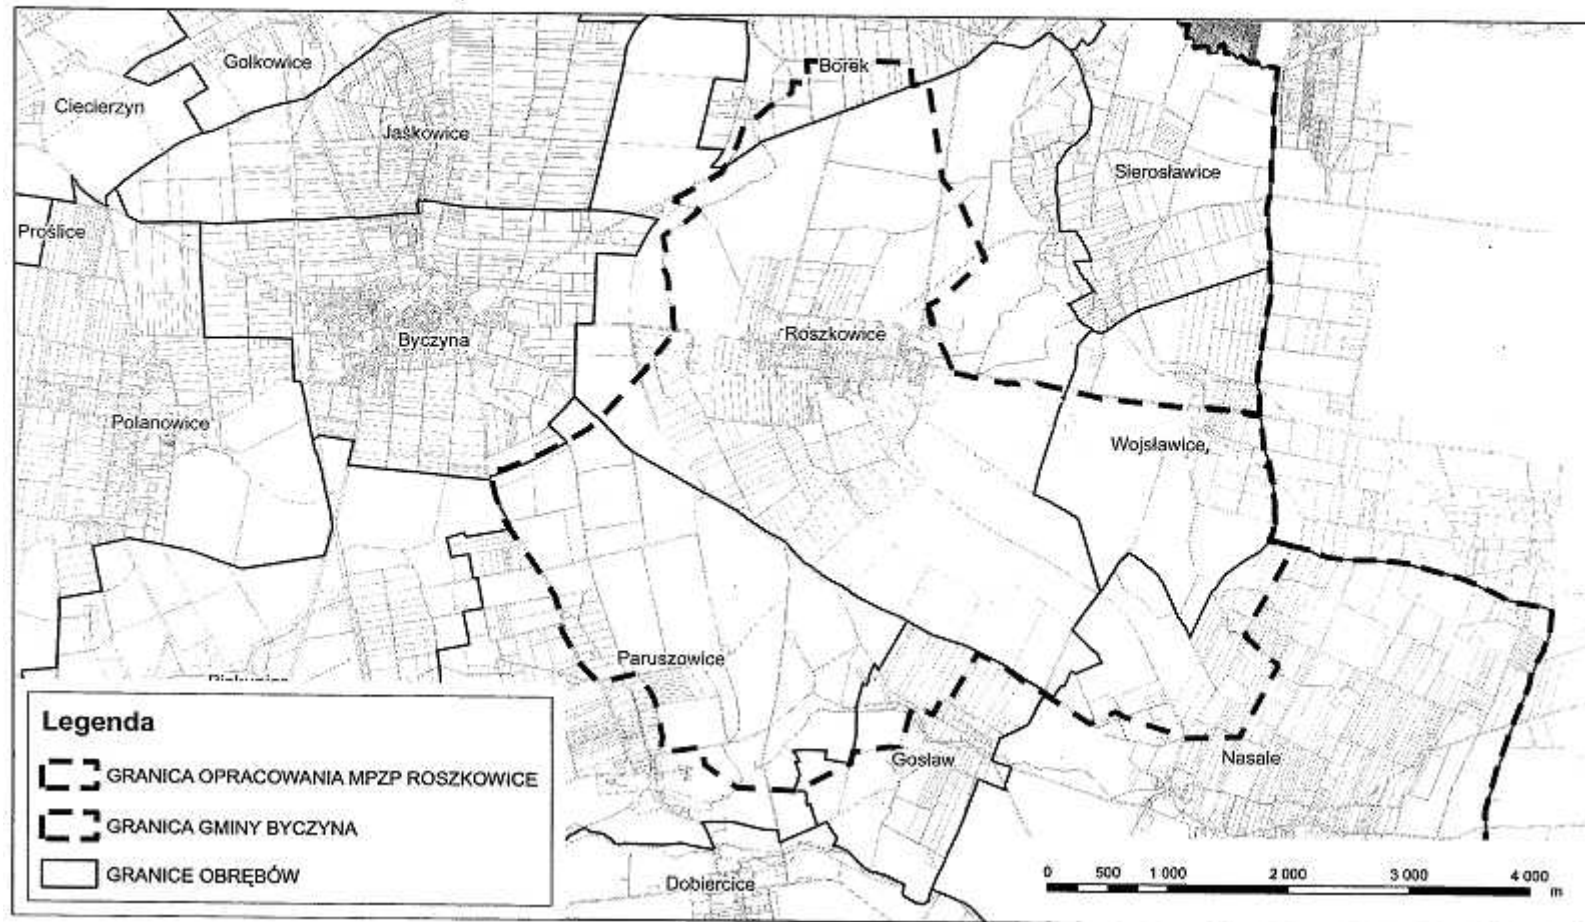 Gołkowice
Borek
Ciecierzyn
Jaśkowice
Sierosławice
Proślice
Byczyna
Roszkowice
Polanowice
Wojsławice,
Paruszowice
Gosław
Nasale
Dobiercice
Legenda
GRANICA OPRACOWANIA MPZP ROSZKOWICE
GRANICA GMINY BYCZYNA
GRANICE OBRĘBÓW
0 500 1 000 2 000 3 000 4 000
m